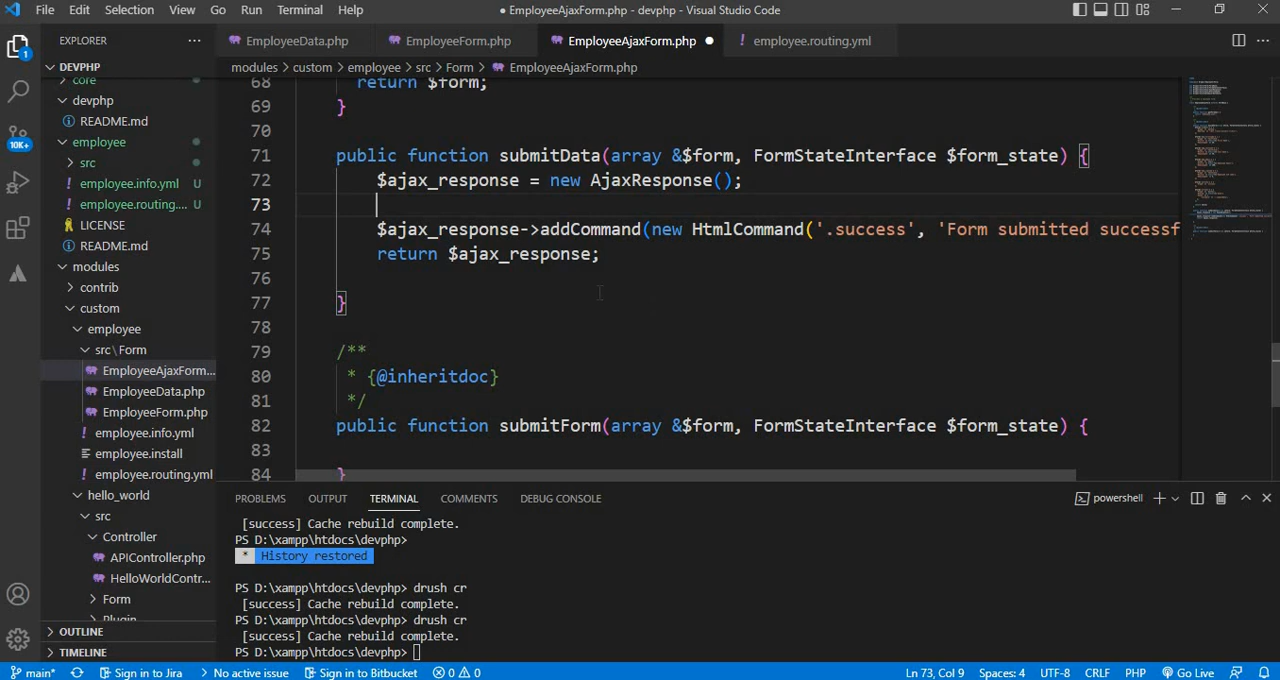 File Edit Selection View Go Run Terminal Help
● EmployeeAjaxForm.php - devphp - Visual Studio Code
EXPLORER
DEVPHP
core
devphp
README.md
employee
src
employee.info.yml U
employee.routing.... U
LICENSE
README.md
modules
contrib
custom
employee
src\Form
EmployeeAjaxForm...
EmployeeData.php
EmployeeForm.php
employee.info.yml
employee.install
employee.routing.yml
hello_world
src
Controller
APIController.php
HelloWorldContr...
Form
Plugin
OUTLINE
TIMELINE
1
10K+
EmployeeData.php
EmployeeForm.php
EmployeeAjaxForm.php ●
employee.routing.yml
modules > custom > employee > src > Form > EmployeeAjaxForm.php
68 return $form;
69 }
70
71 public function submitData(array &$form, FormStateInterface $form_state) {
72 $ajax_response = new AjaxResponse();
73
74 $ajax_response->addCommand(new HtmlCommand('.success', 'Form submitted successf
75 return $ajax_response;
76
77 }
78
79 /**
80 * {@inheritdoc}
81 */
82 public function submitForm(array &$form, FormStateInterface $form_state) {
83
84 }
PROBLEMS OUTPUT TERMINAL COMMENTS DEBUG CONSOLE
powershell
[success] Cache rebuild complete.
PS D:\xampp\htdocs\devphp>
* History restored
PS D:\xampp\htdocs\devphp> drush cr
[success] Cache rebuild complete.
PS D:\xampp\htdocs\devphp> drush cr
[success] Cache rebuild complete.
PS D:\xampp\htdocs\devphp>
main* Sign in to Jira No active issue Sign in to Bitbucket 0 0
Ln 73, Col 9 Spaces: 4 UTF-8 CRLF PHP Go Live